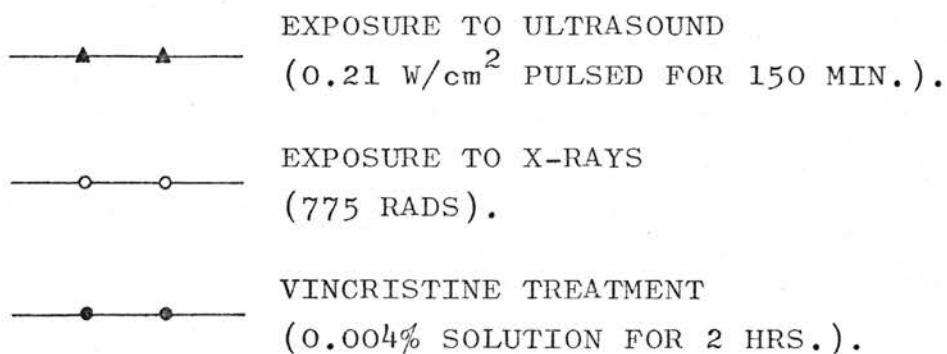 EXPOSURE TO ULTRASOUND
(0.21 W/cm² PULSED FOR 150 MIN.).
EXPOSURE TO X-RAYS
(775 RADS).
VINCRISTINE TREATMENT
(0.004% SOLUTION FOR 2 HRS.).